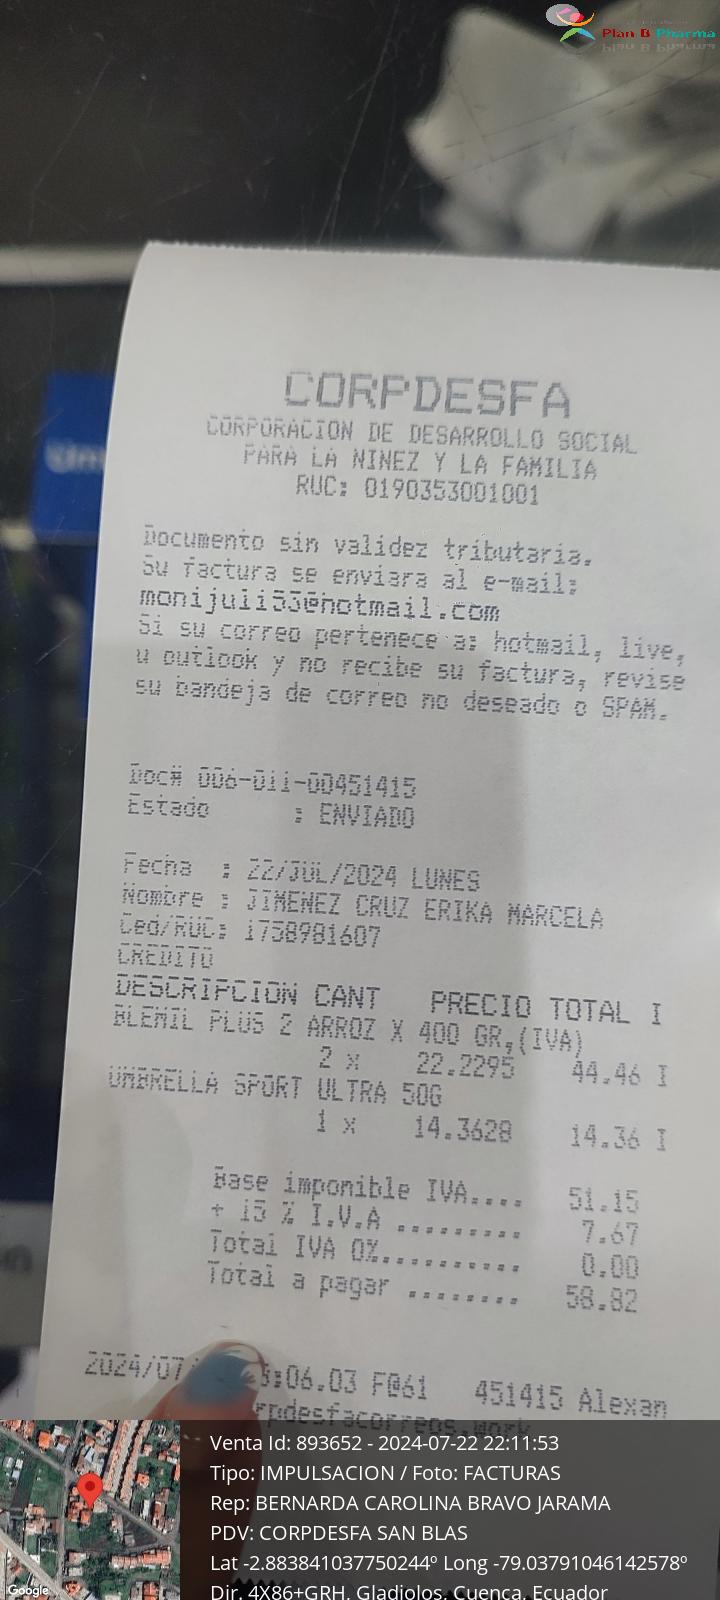 Plan B Pharma
CORPDESFA
CORPORACION DE DESARROLLO SOCIAL
PARA LA NINEZ Y LA FAMILIA
RUC: 0190353001001
Documento sin validez tributaria.
Su factura se enviara al e-mail:
monijuli53@hotmail.com
Si su correo pertenece a: hotmail, live,
u outlook y no recibe su factura, revise
su bandeja de correo no deseado o SPAM.
Doc# 006-011-00451415
Estado : ENVIADO
Fecha : 22/JUL/2024 LUNES
Nombre : JIMENEZ CRUZ ERIKA MARCELA
Ced/RUC: 1758981607
CREDITO
DESCRIPCION CANT PRECIO TOTAL I
BLEMIL PLUS 2 ARROZ X 400 GR,(IVA)
2 x 22.2295 44.46 I
UMBRELLA SPORT ULTRA 50G
1 x 14.3628 14.36 I
Base imponible IVA.... 51.15
+ 15 % I.V.A ......... 7.67
Total IVA 0%.......... 0.00
Total a pagar ........ 58.82
2024/07 :06.03 F@61 451415 Alexan
rpdesfacorreos.work
Venta Id: 893652 - 2024-07-22 22:11:53
Tipo: IMPULSACION / Foto: FACTURAS
Rep: BERNARDA CAROLINA BRAVO JARAMA
PDV: CORPDESFA SAN BLAS
Lat -2.883841037750244º Long -79.03791046142578º
Dir. 4X86+GRH, Gladiolos, Cuenca, Ecuador
Google